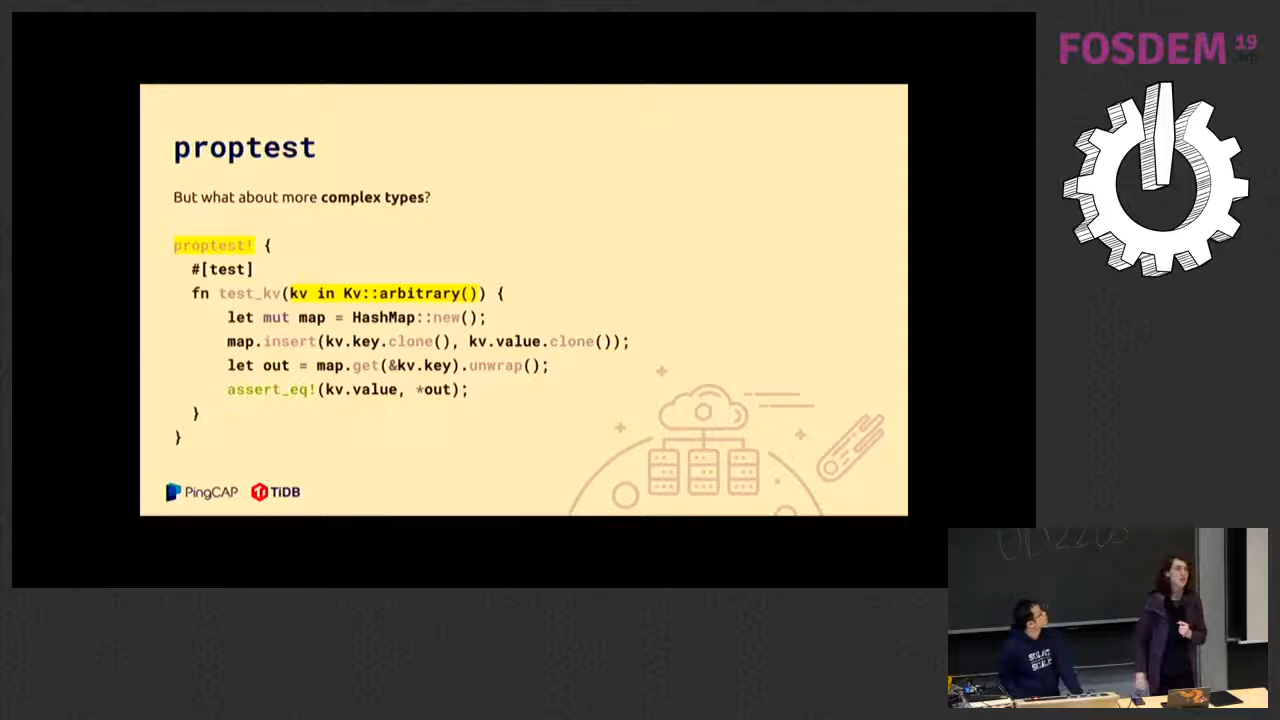 FOSDEM 19
.org
proptest
But what about more complex types?
proptest! {
#[test]
fn test_kv(kv in Kv::arbitrary()) {
let mut map = HashMap::new();
map.insert(kv.key.clone(), kv.value.clone());
let out = map.get(&kv.key).unwrap();
assert_eq!(kv.value, *out);
}
}
PingCAP TiDB